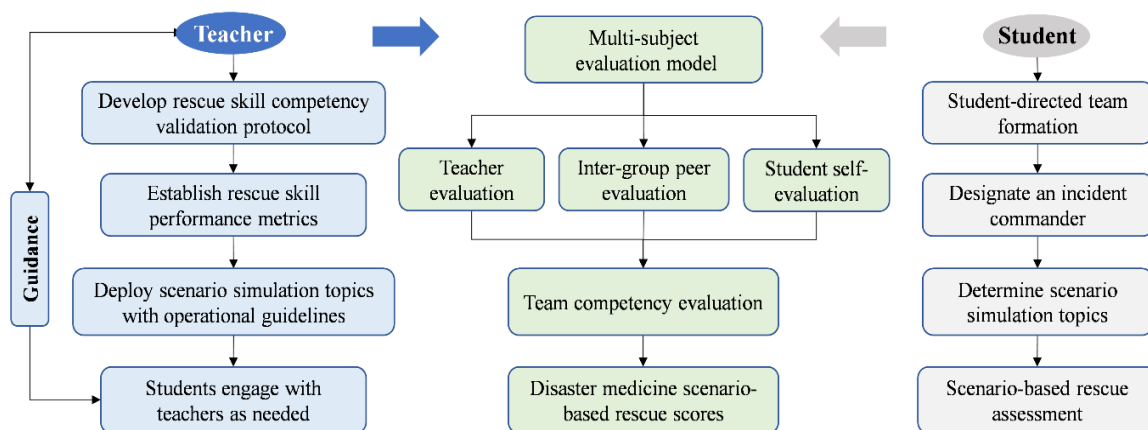 Teacher
Develop rescue skill competency
validation protocol
Establish rescue skill
performance metrics
Deploy scenario simulation topics
with operational guidelines
Students engage with
teachers as needed
Guidance
Multi-subject
evaluation model
Teacher
evaluation
Inter-group peer
evaluation
Student self-
evaluation
Team competency evaluation
Disaster medicine scenario-
based rescue scores
Student
Student-directed team
formation
Designate an incident
commander
Determine scenario
simulation topics
Scenario-based rescue
assessment